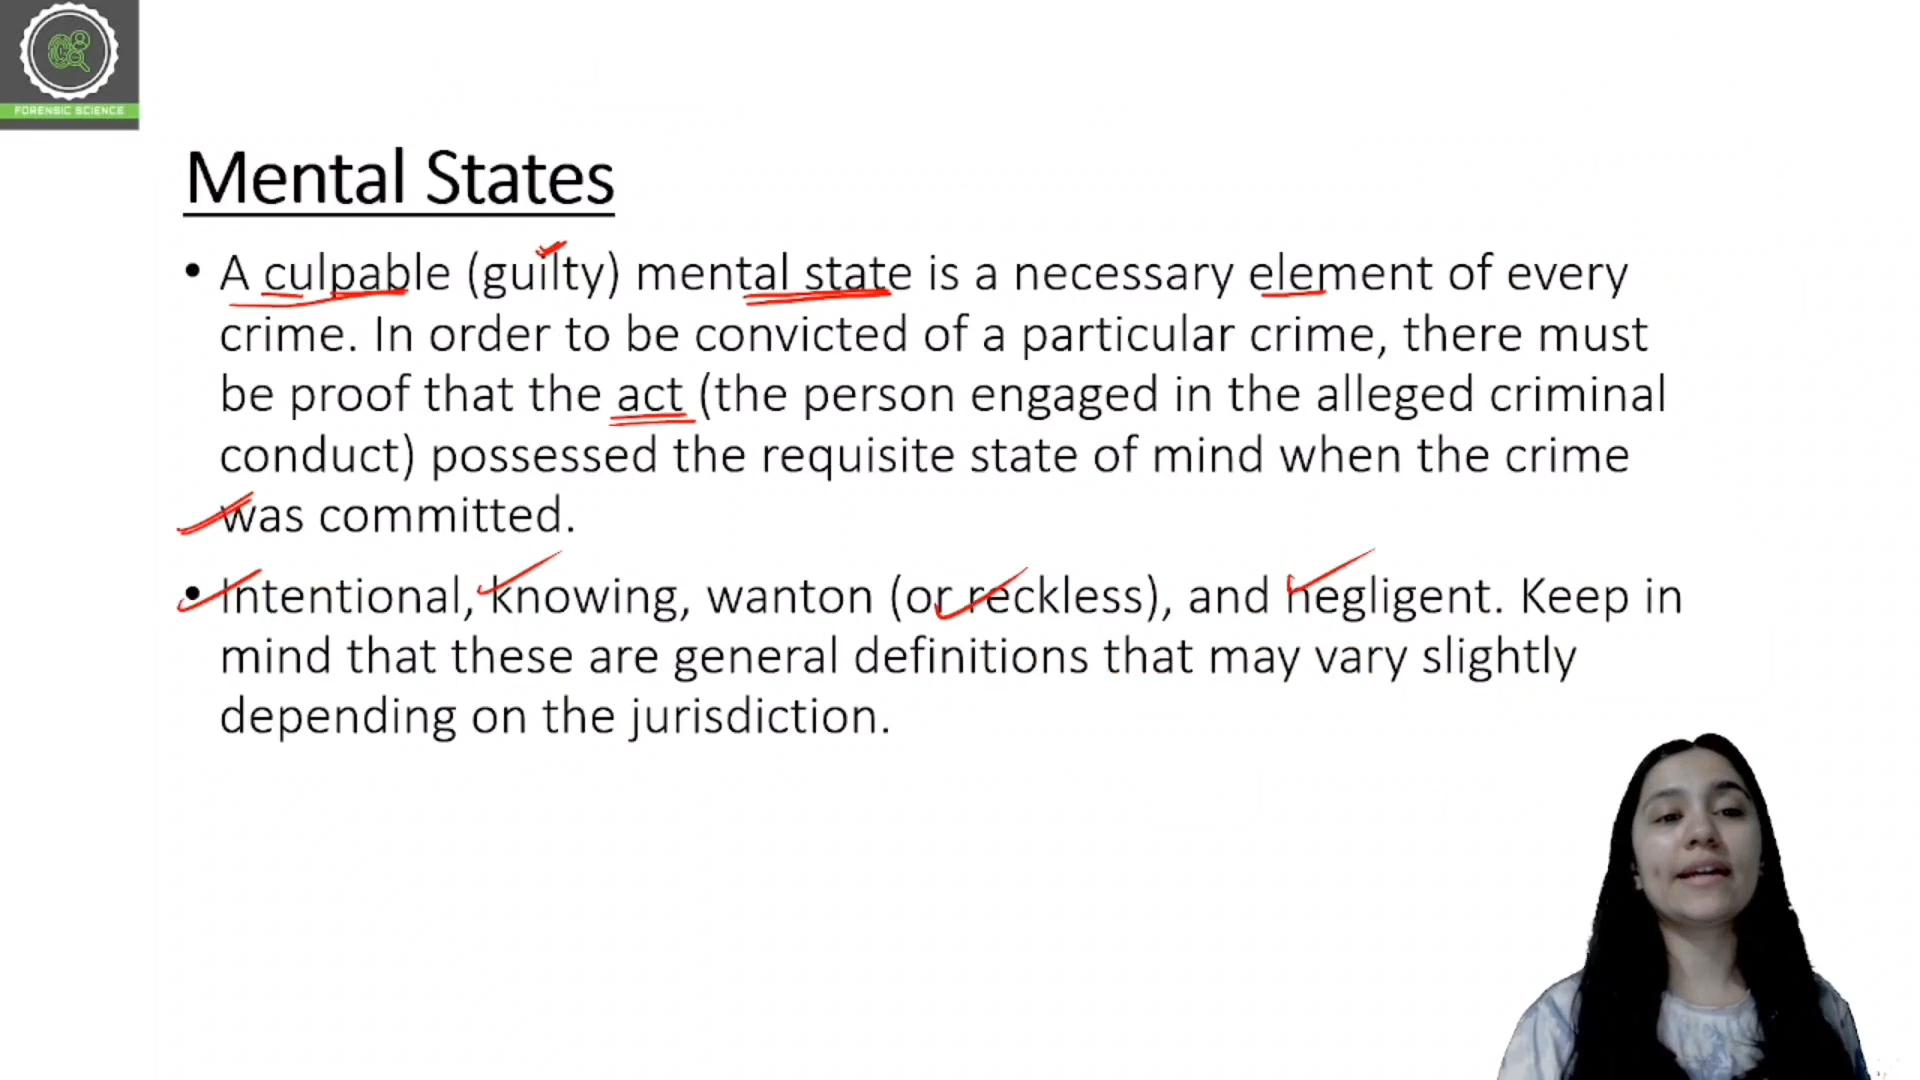 FORENSIC SCIENCE
Mental States
• A culpable (guilty) mental state is a necessary element of every
crime. In order to be convicted of a particular crime, there must
be proof that the act (the person engaged in the alleged criminal
conduct) possessed the requisite state of mind when the crime
was committed.
• Intentional, knowing, wanton (or reckless), and negligent. Keep in
mind that these are general definitions that may vary slightly
depending on the jurisdiction.